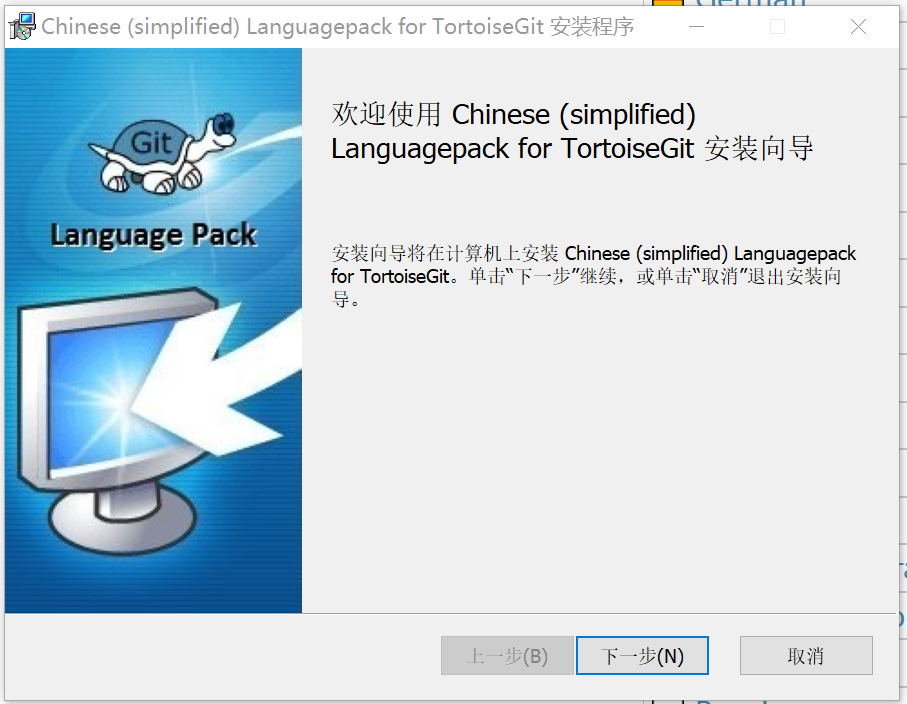 German
Chinese (simplified) Languagepack for TortoiseGit 安装程序
Git
Language Pack
欢迎使用 Chinese (simplified)
Languagepack for TortoiseGit 安装向导
安装向导将在计算机上安装 Chinese (simplified) Languagepack
for TortoiseGit。单击“下一步”继续，或单击“取消”退出安装向
导。
上一步(B)
下一步(N)
取消